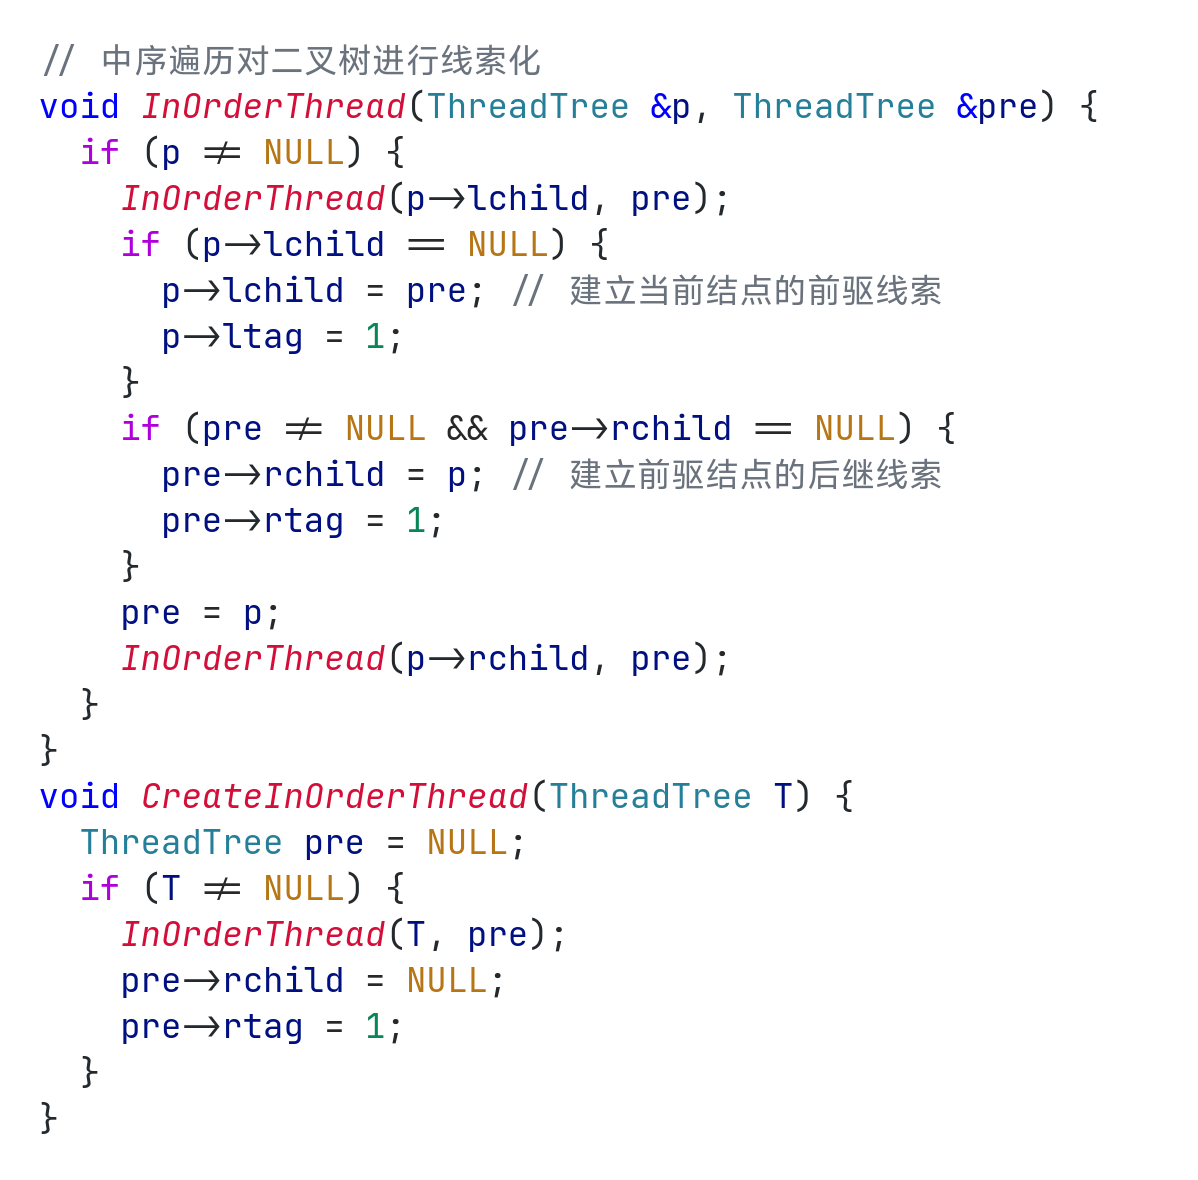 // 中序遍历对二叉树进行线索化
void InOrderThread(ThreadTree &p, ThreadTree &pre) {
  if (p != NULL) {
    InOrderThread(p->lchild, pre);
    if (p->lchild == NULL) {
      p->lchild = pre; // 建立当前结点的前驱线索
      p->ltag = 1;
    }
    if (pre != NULL && pre->rchild == NULL) {
      pre->rchild = p; // 建立前驱结点的后继线索
      pre->rtag = 1;
    }
    pre = p;
    InOrderThread(p->rchild, pre);
  }
}
void CreateInOrderThread(ThreadTree T) {
  ThreadTree pre = NULL;
  if (T != NULL) {
    InOrderThread(T, pre);
    pre->rchild = NULL;
    pre->rtag = 1;
  }
}